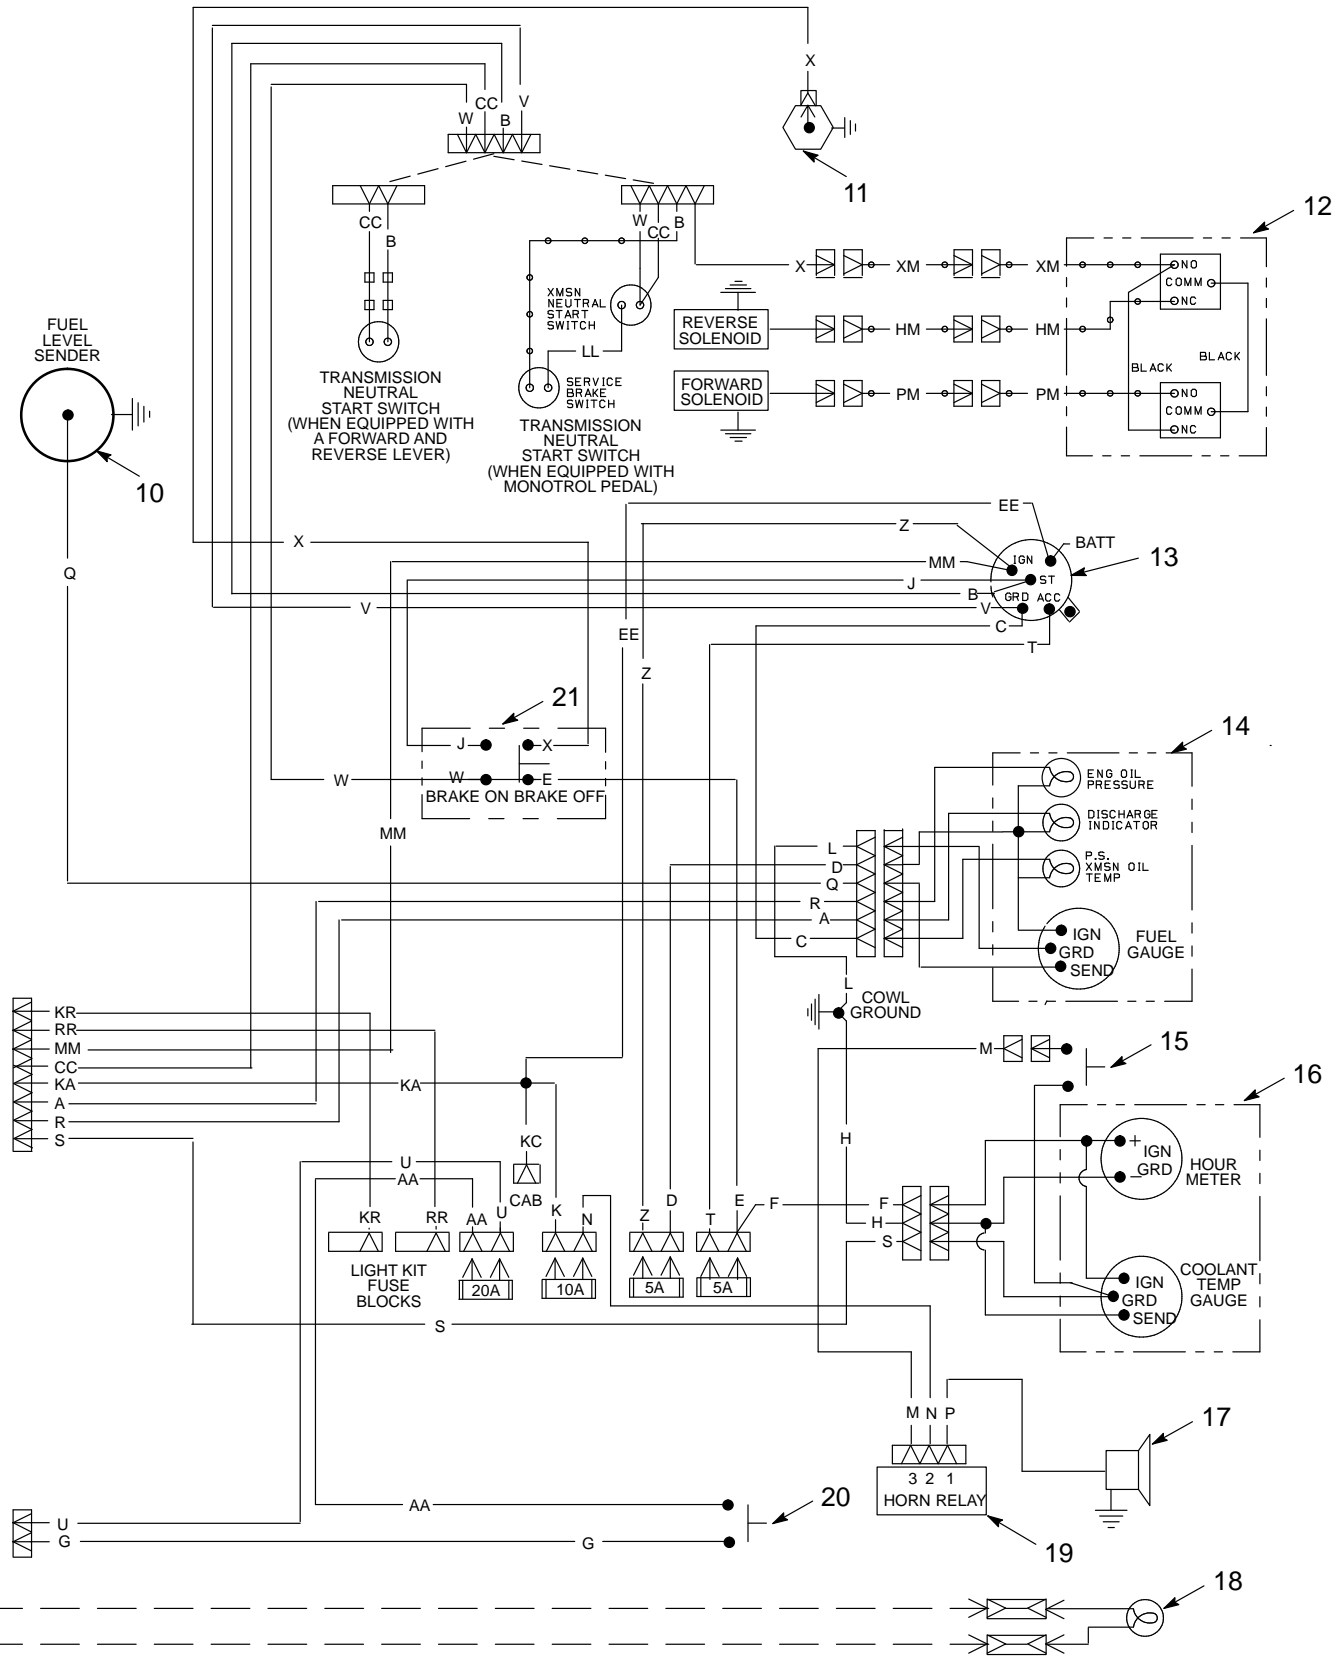 X
W
CC
B
V
11
12
CC
B
W
CC
B
X
XM
XM
NO
COMM
NC
XMSN
NEUTRAL
START
SWITCH
REVERSE
SOLENOID
HM
HM
BLACK
BLACK
LL
FUEL
LEVEL
SENDER
TRANSMISSION
NEUTRAL
START SWITCH
(WHEN EQUIPPED WITH
A FORWARD AND
REVERSE LEVER)
SERVICE
BRAKE
SWITCH
FORWARD
SOLENOID
PM
PM
NO
COMM
NC
TRANSMISSION
NEUTRAL
START SWITCH
(WHEN EQUIPPED WITH
MONOTROL PEDAL)
10
EE
Z
BATT
X
IGN
13
MM
Q
J
ST
B
GRD ACC
V
V
C
EE
T
Z
21
14
J
X
W
W
E
BRAKE ON BRAKE OFF
ENG OIL
PRESSURE
DISCHARGE
INDICATOR
MM
L
D
Q
P.S.
XMSN OIL
TEMP
R
A
C
IGN
GRD
SEND
FUEL
GAUGE
L
COWL
GROUND
KR
RR
MM
CC
KA
KA
A
R
S
M
15
16
H
KC
CAB
U
AA
+
IGN
GRD
−
HOUR
METER
KR
RR
AA
U
K
N
Z
D
T
E
F
F
H
S
LIGHT KIT
FUSE
BLOCKS
20A
10A
5A
5A
IGN
GRD
SEND
COOLANT
TEMP
GAUGE
S
M
N
P
17
3 2 1
HORN RELAY
19
AA
20
U
G
G
18